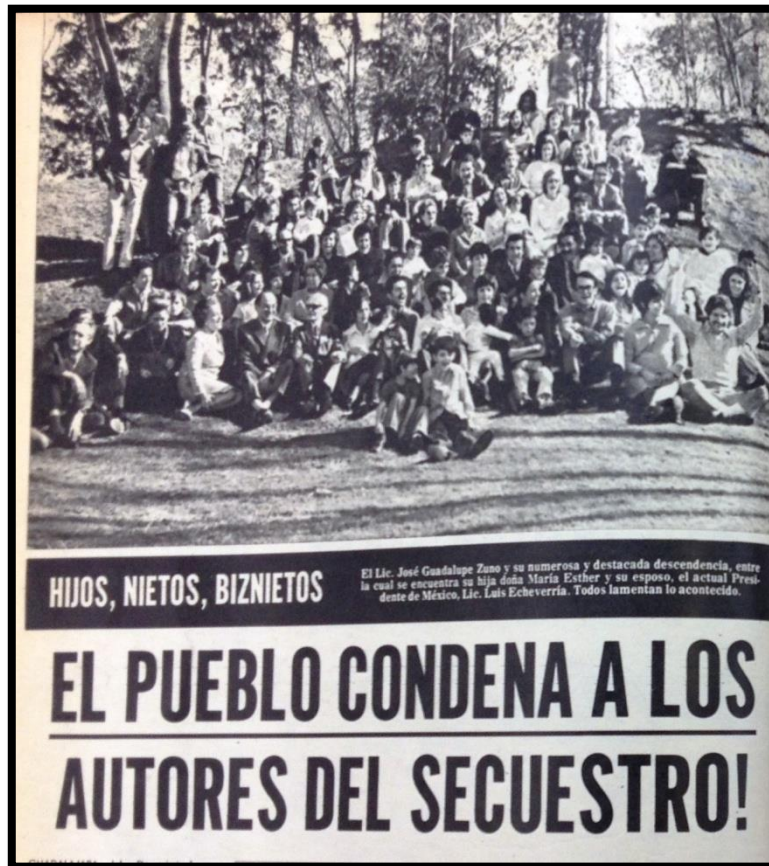 HIJOS, NIETOS, BIZNIETOS
El Lic. José Guadalupe Zuno y su numerosa y destacada descendencia, entre
la cual se encuentra su hija doña María Esther y su esposo, el actual Presi-
dente de México, Lic. Luis Echeverría. Todos lamentan lo acontecido.
EL PUEBLO CONDENA A LOS
AUTORES DEL SECUESTRO!